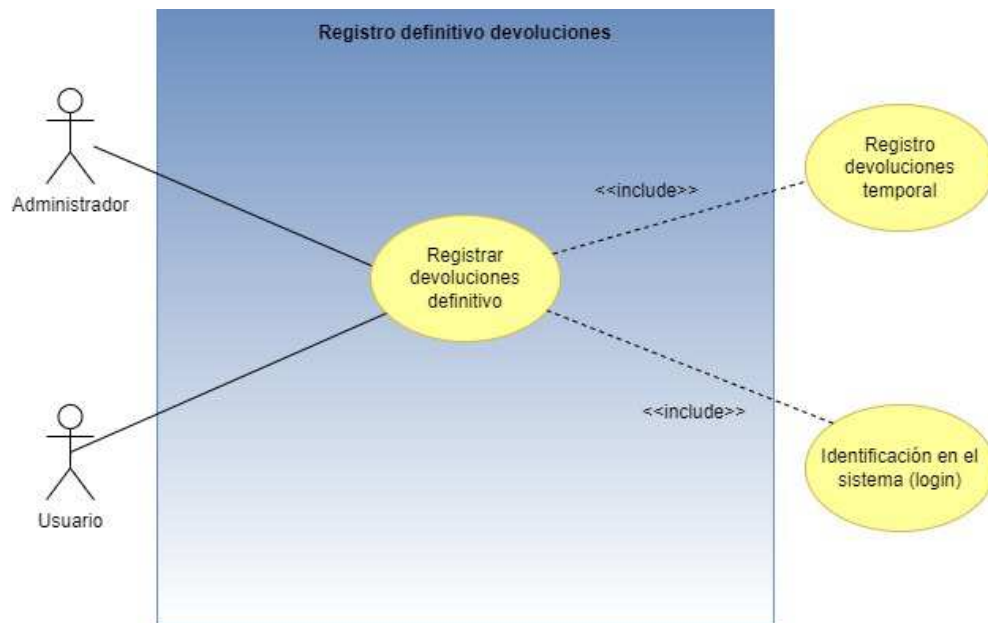 Registro definitivo devoluciones
Administrador
Registro
devoluciones
temporal
<<include>>
Registrar
devoluciones
definitivo
<<include>>
Usuario
Identificación en el
sistema (login)